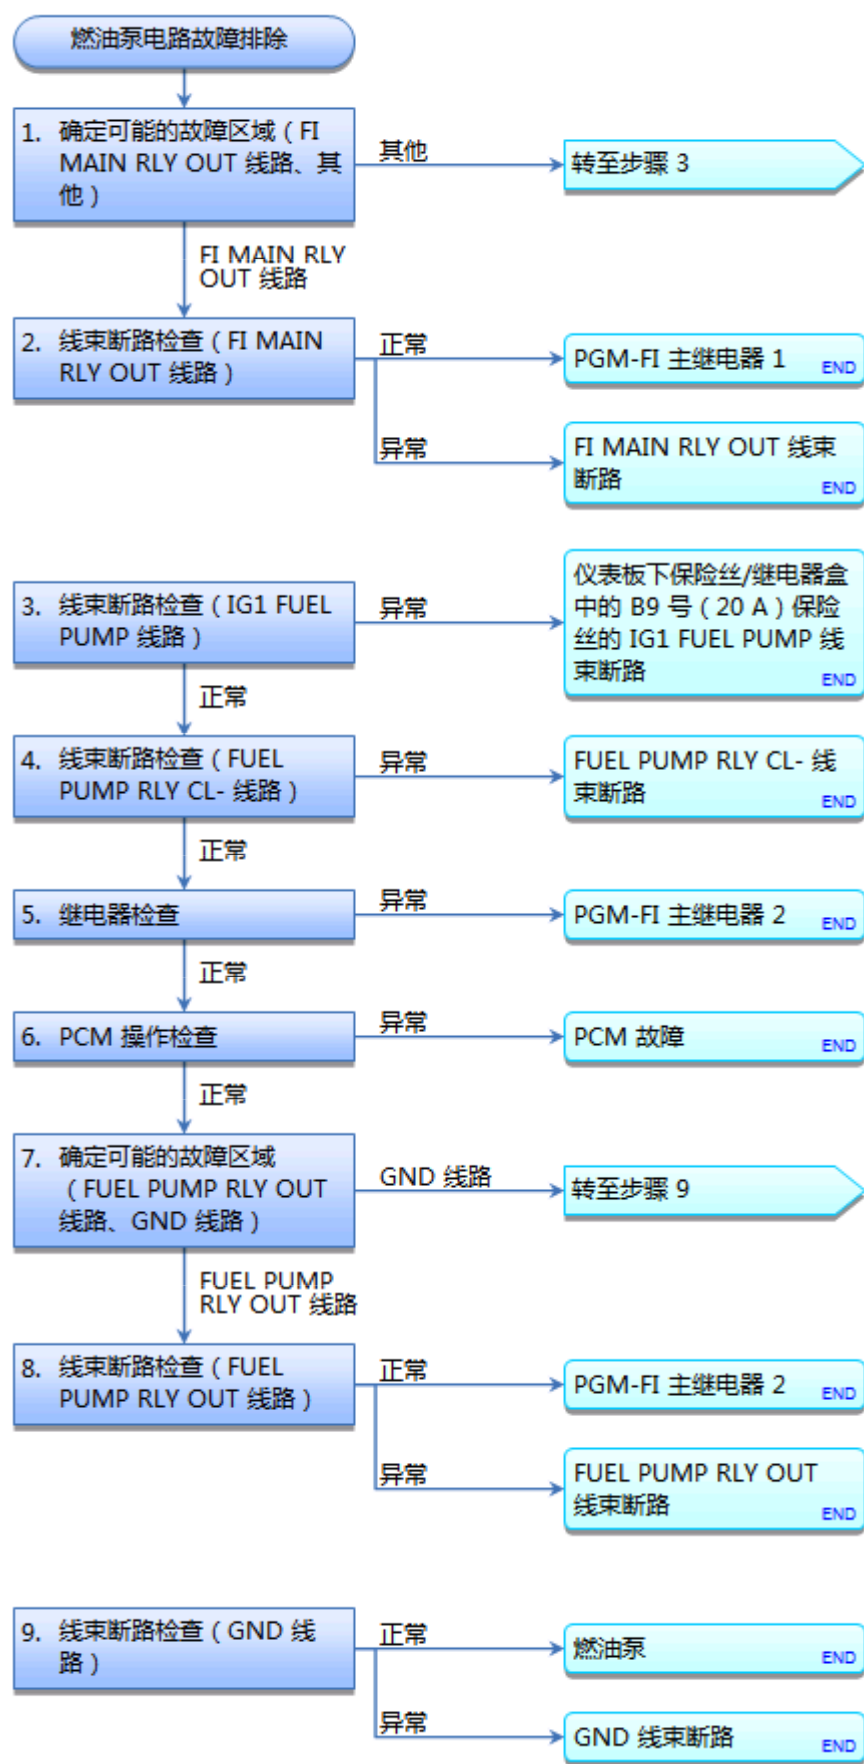 燃油泵电路故障排除
1. 确定可能的故障区域（FI
MAIN RLY OUT 线路、其
他）
其他
转至步骤 3
FI MAIN RLY
OUT 线路
2. 线束断路检查（FI MAIN
RLY OUT 线路）
正常
PGM-FI 主继电器 1
END
异常
FI MAIN RLY OUT 线束
断路
END
3. 线束断路检查（IG1 FUEL
PUMP 线路）
异常
仪表板下保险丝/继电器盒
中的 B9 号（20 A）保险
丝的 IG1 FUEL PUMP 线
束断路
END
正常
4. 线束断路检查（FUEL
PUMP RLY CL- 线路）
异常
FUEL PUMP RLY CL- 线
束断路
END
正常
5. 继电器检查
异常
PGM-FI 主继电器 2
END
正常
6. PCM 操作检查
异常
PCM 故障
END
正常
7. 确定可能的故障区域
（FUEL PUMP RLY OUT
线路、GND 线路）
GND 线路
转至步骤 9
FUEL PUMP
RLY OUT 线路
8. 线束断路检查（FUEL
PUMP RLY OUT 线路）
正常
PGM-FI 主继电器 2
END
异常
FUEL PUMP RLY OUT
线束断路
END
9. 线束断路检查（GND 线
路）
正常
燃油泵
END
异常
GND 线束断路
END